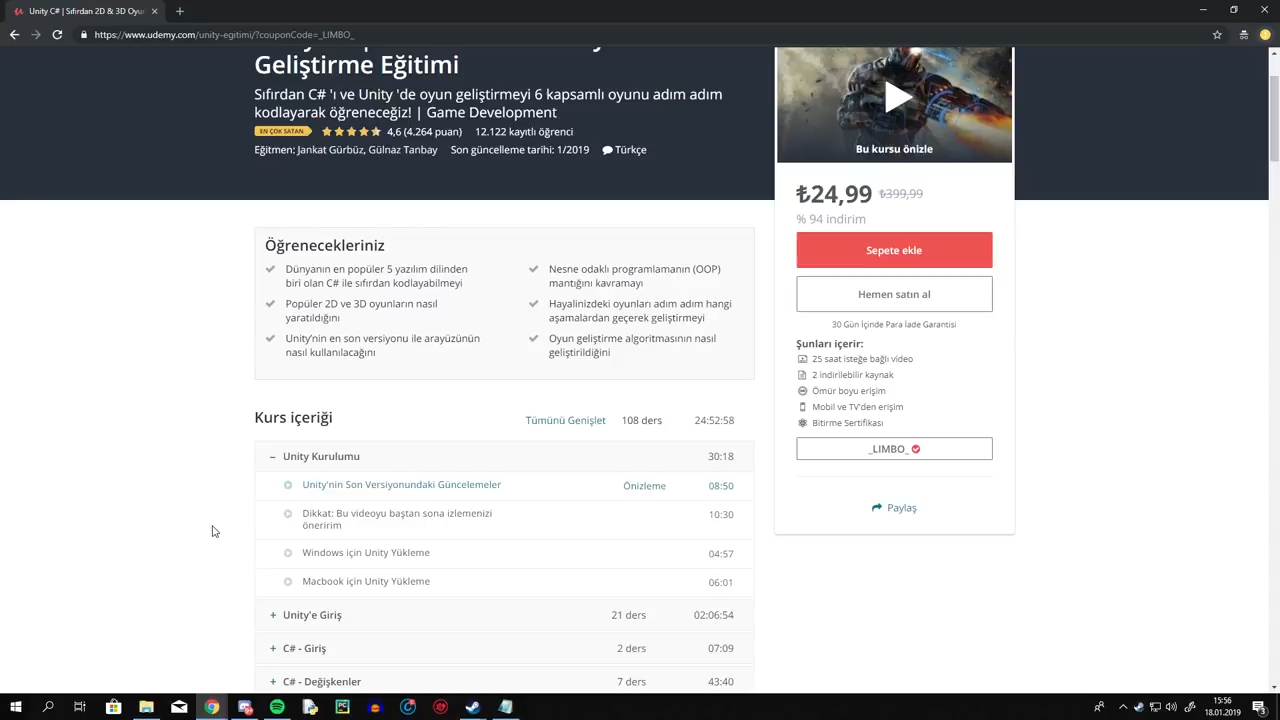 Unity C# | Sıfırdan 2D & 3D Oyu
https://www.udemy.com/unity-egitimi/?couponCode=_LIMBO_
Geliştirme Eğitimi
Sıfırdan C# 'ı ve Unity 'de oyun geliştirmeyi 6 kapsamlı oyunu adım adım
kodlayarak öğreneceğiz! | Game Development
EN ÇOK SATAN 4,6 (4.264 puan) 12.122 kayıtlı öğrenci
Eğitmen: Jankat Gürbüz, Gülnaz Tanbay Son güncelleme tarihi: 1/2019 Türkçe
Bu kursu önizle
₺24,99 ₺399,99
% 94 indirim
Sepete ekle
Hemen satın al
30 Gün İçinde Para İade Garantisi
Şunları içerir:
25 saat isteğe bağlı video
2 indirilebilir kaynak
Ömür boyu erişim
Mobil ve TV'den erişim
Bitirme Sertifikası
_LIMBO_
Paylaş
Öğrenecekleriniz
Dünyanın en popüler 5 yazılım dilinden
biri olan C# ile sıfırdan kodlayabilmeyi
Popüler 2D ve 3D oyunların nasıl
yaratıldığını
Unity'nin en son versiyonu ile arayüzünün
nasıl kullanılacağını
Nesne odaklı programlamanın (OOP)
mantığını kavramayı
Hayalinizdeki oyunları adım adım hangi
aşamalardan geçerek geliştirmeyi
Oyun geliştirme algoritmasının nasıl
geliştirildiğini
Kurs içeriği Tümünü Genişlet 108 ders 24:52:58
Unity Kurulumu 30:18
Unity'nin Son Versiyonundaki Güncelemeler Önizleme 08:50
Dikkat: Bu videoyu baştan sona izlemenizi
öneririm 10:30
Windows için Unity Yükleme 04:57
Macbook için Unity Yükleme 06:01
Unity'e Giriş 21 ders 02:06:54
C# - Giriş 2 ders 07:09
C# - Değişkenler 7 ders 43:40
15:56
18.01.2019
3